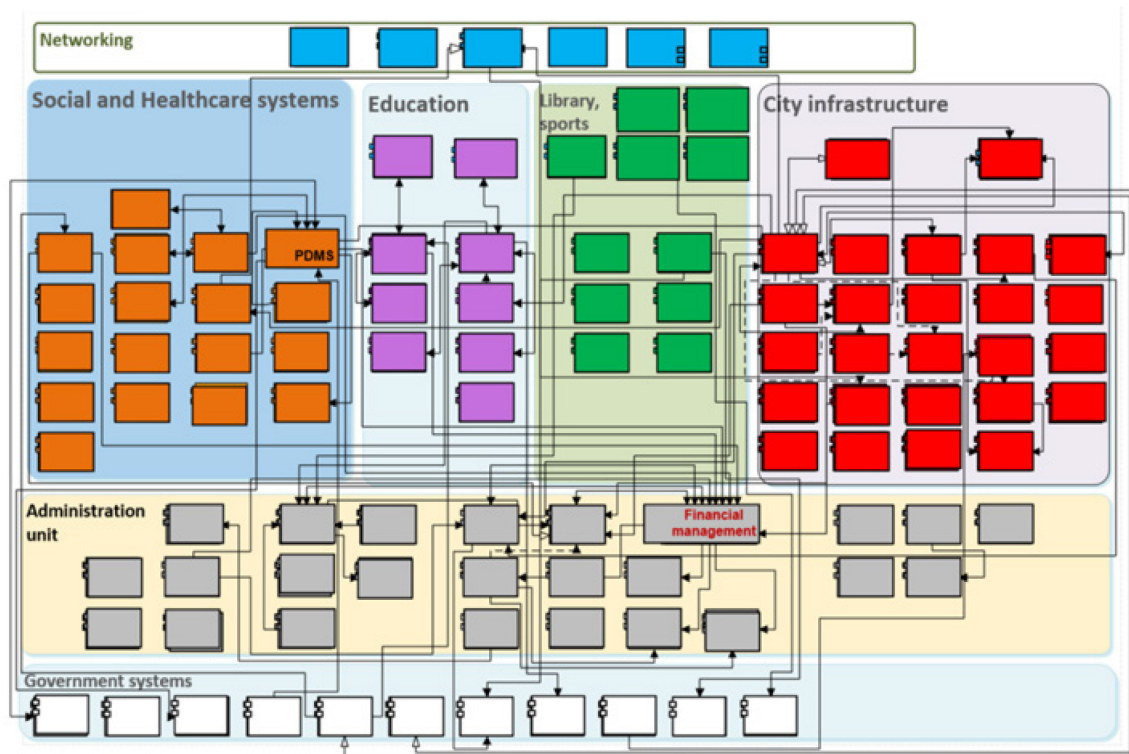 Networking
Social and Healthcare systems
Education
Library,
sports
City infrastructure
PDMS
Administration
unit
Financial
management
Government systems